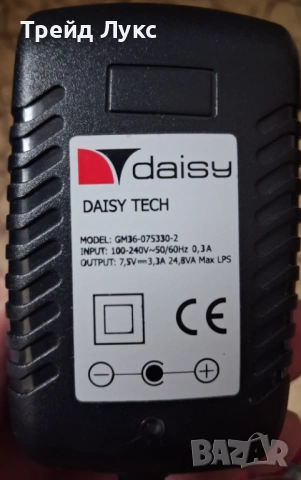 Трейд Лукс
daisy
DAISY TECH
MODEL: GM36-075330-2
INPUT: 100-240V~50/60Hz 0,3A
OUTPUT: 7,5V⎓3,3A 24,8VA Max LPS
CE
BAZAR